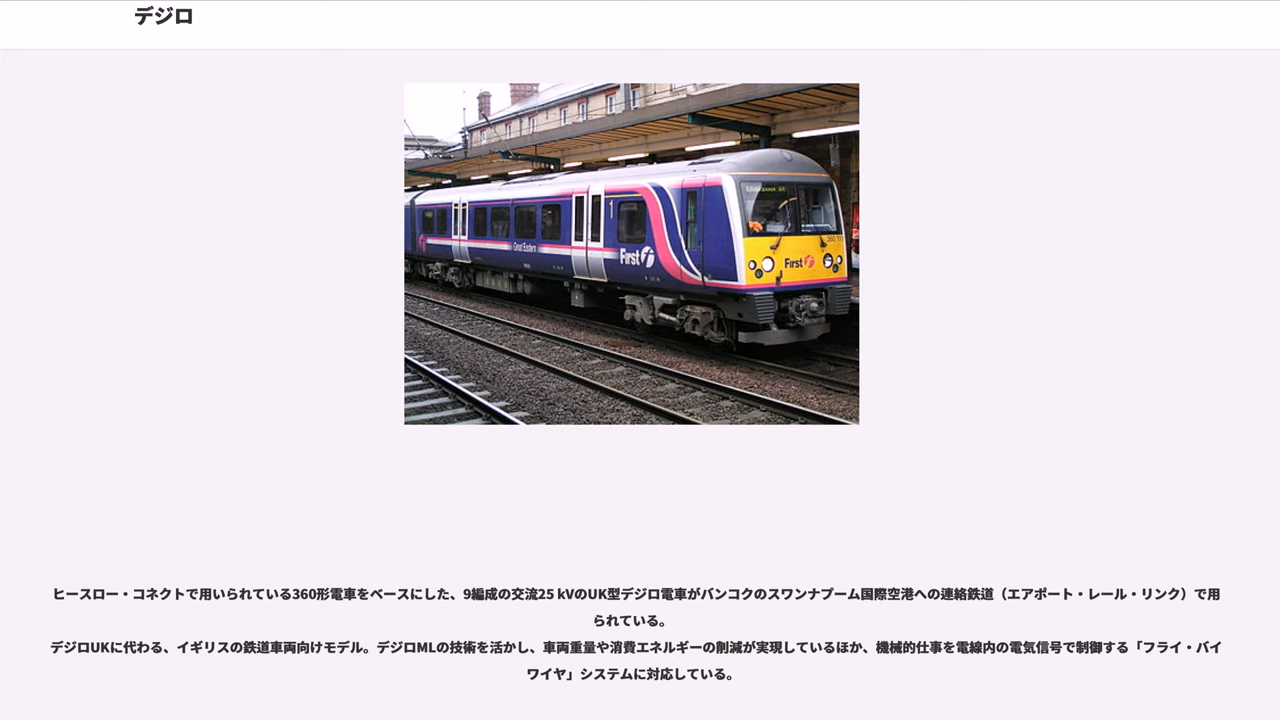 デジロ
Liverpool St
1
360 111
Great Eastern
First
First
ヒースロー・コネクトで用いられている360形電車をベースにした、9編成の交流25 kVのUK型デジロ電車がバンコクのスワンナプーム国際空港への連絡鉄道（エアポート・レール・リンク）で用
られている。
デジロUKに代わる、イギリスの鉄道車両向けモデル。デジロMLの技術を活かし、車両重量や消費エネルギーの削減が実現しているほか、機械的仕事を電線内の電気信号で制御する「フライ・バイ
ワイヤ」システムに対応している。